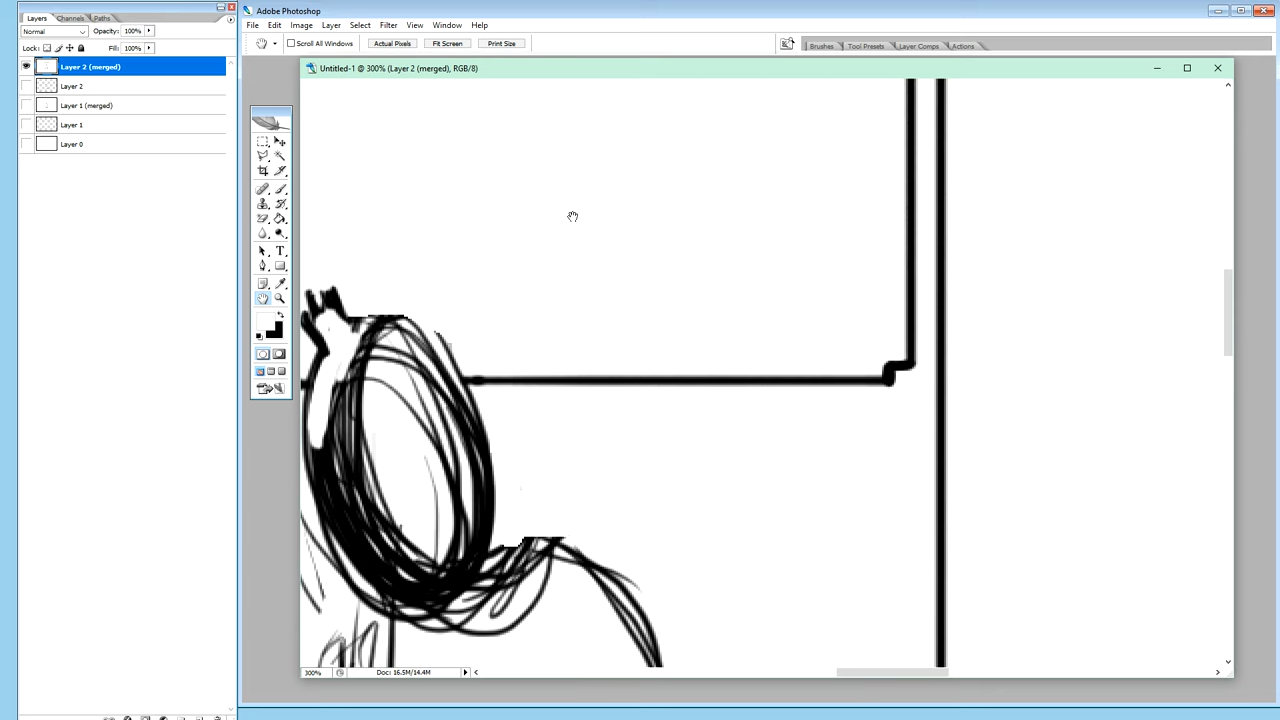 Layers Channels Paths
Normal Opacity: 100%
Lock: Fill: 100%
Layer 2 (merged)
Layer 2
Layer 1 (merged)
Layer 1
Layer 0
Adobe Photoshop
File Edit Image Layer Select Filter View Window Help
Scroll All Windows Actual Pixels Fit Screen Print Size
Brushes Tool Presets Layer Comps Actions
Untitled-1 @ 300% (Layer 2 (merged), RGB/8)
T
300% Doc: 16.5M/14.4M